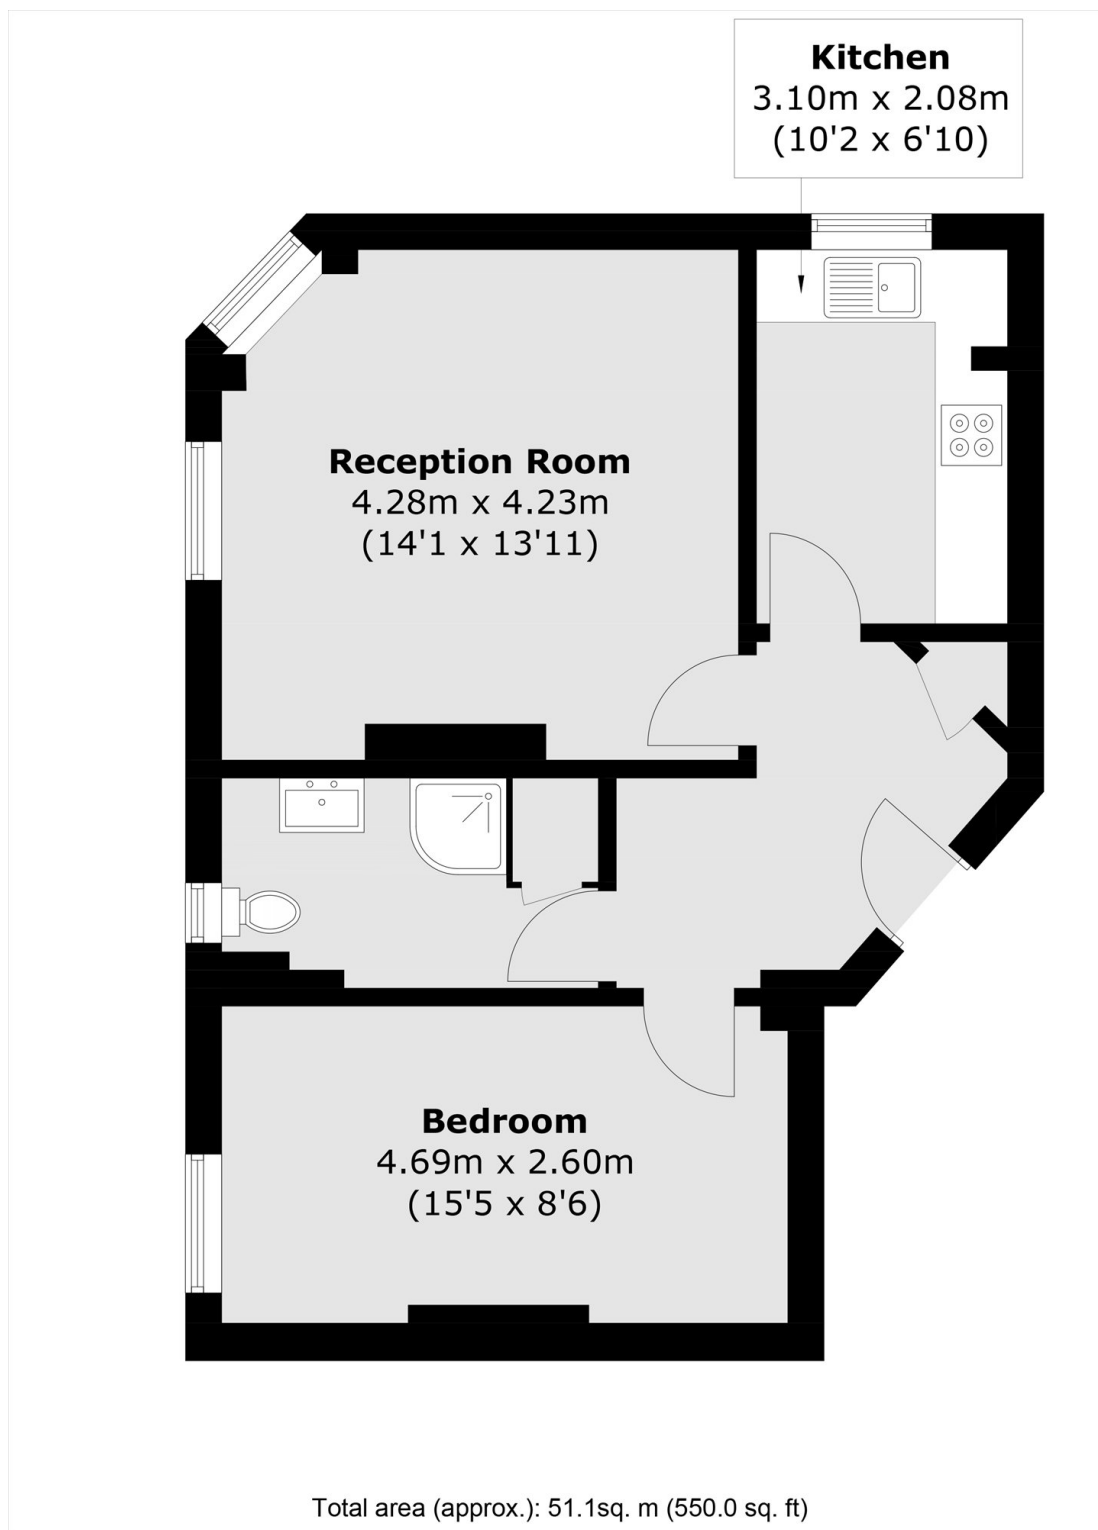 Kitchen
3.10m x 2.08m
(10'2 x 6'10)
Reception Room
4.28m x 4.23m
(14'1 x 13'11)
Bedroom
4.69m x 2.60m
(15'5 x 8'6)
Total area (approx.): 51.1sq. m (550.0 sq. ft)